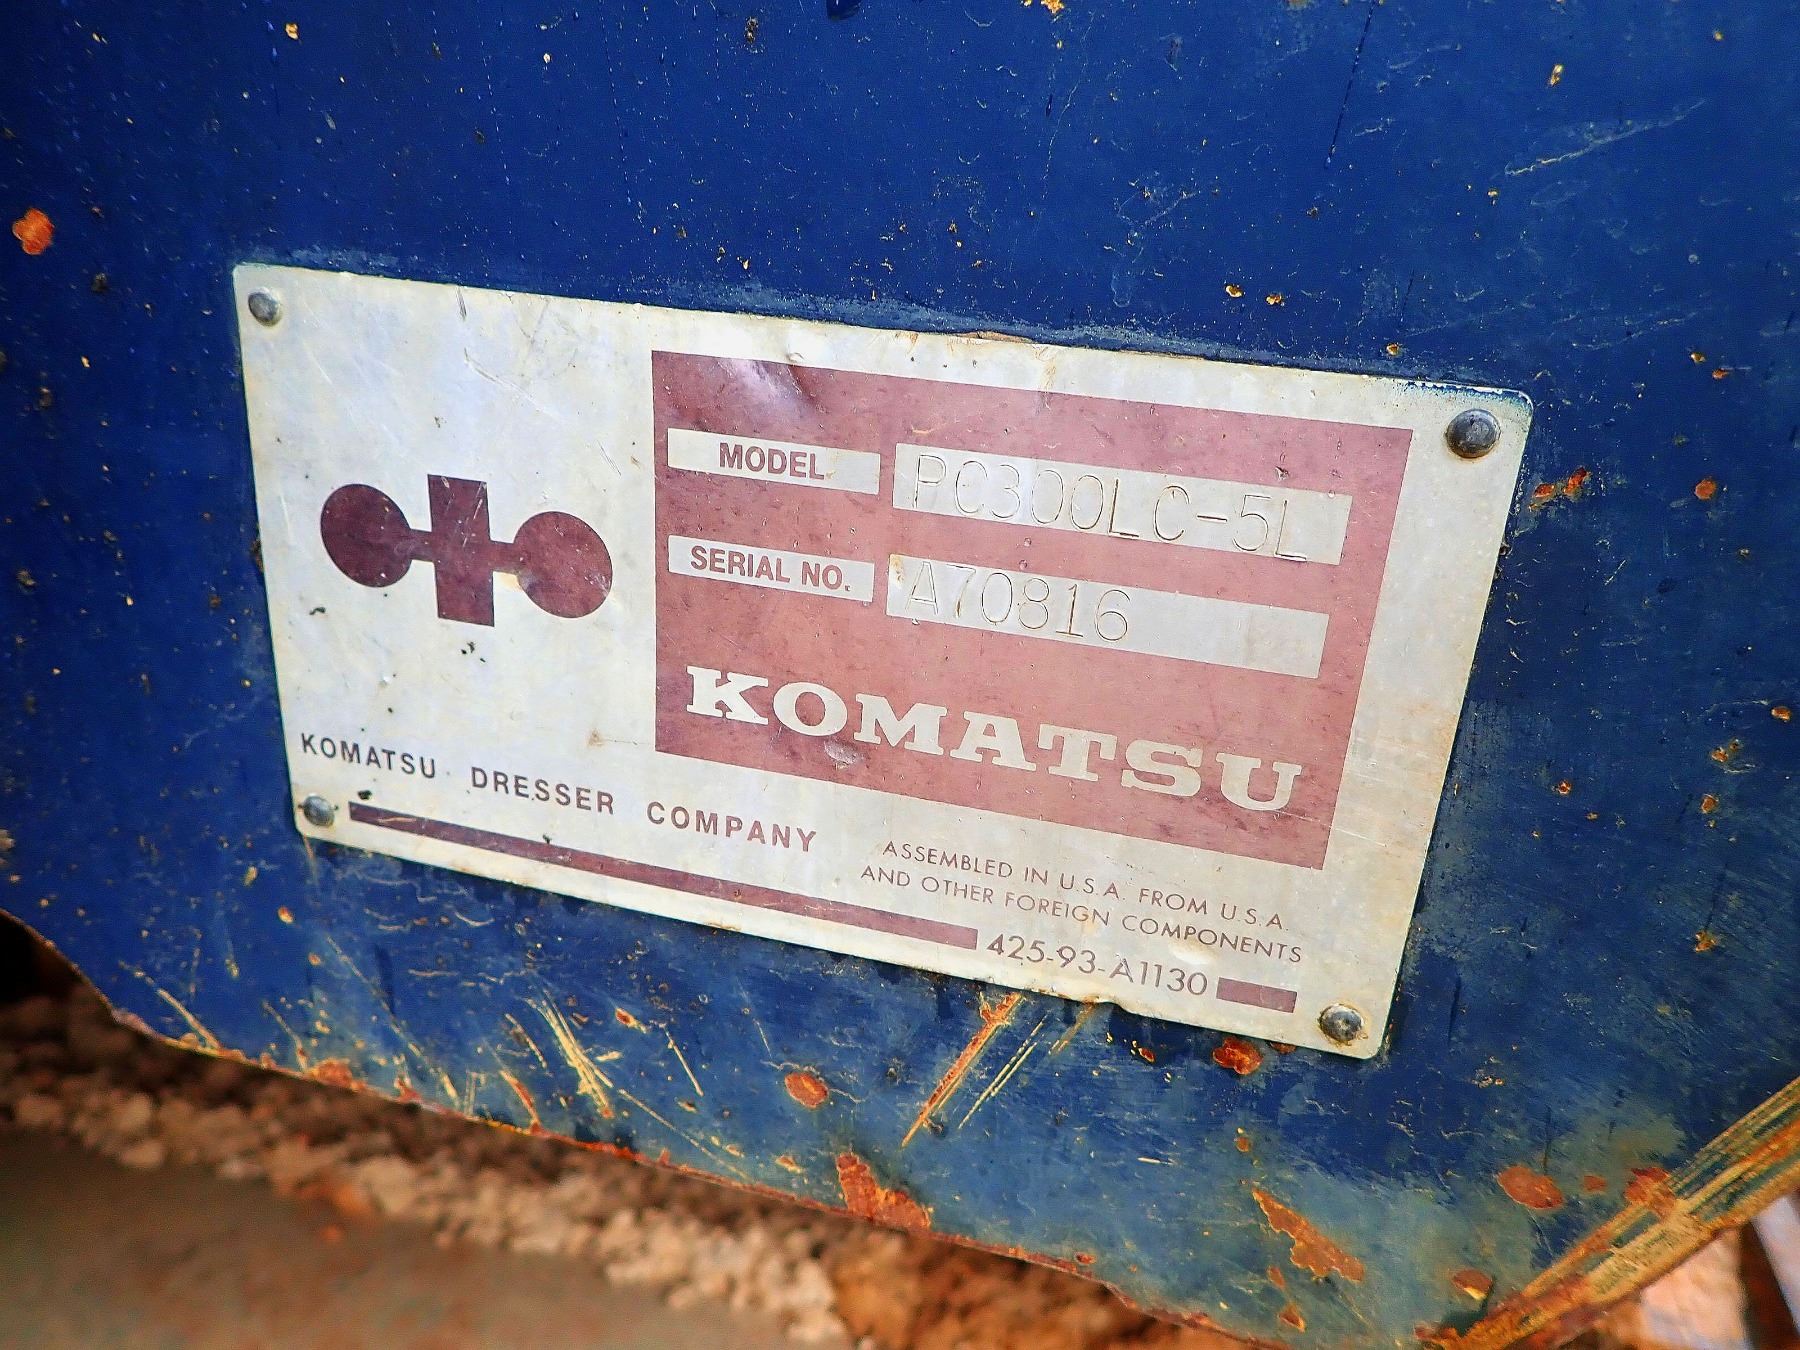 MODEL PC300LC-5L
SERIAL NO. A70816
KOMATSU
KOMATSU DRESSER COMPANY
ASSEMBLED IN U.S.A. FROM U.S.A.
AND OTHER FOREIGN COMPONENTS
425-93-A1130